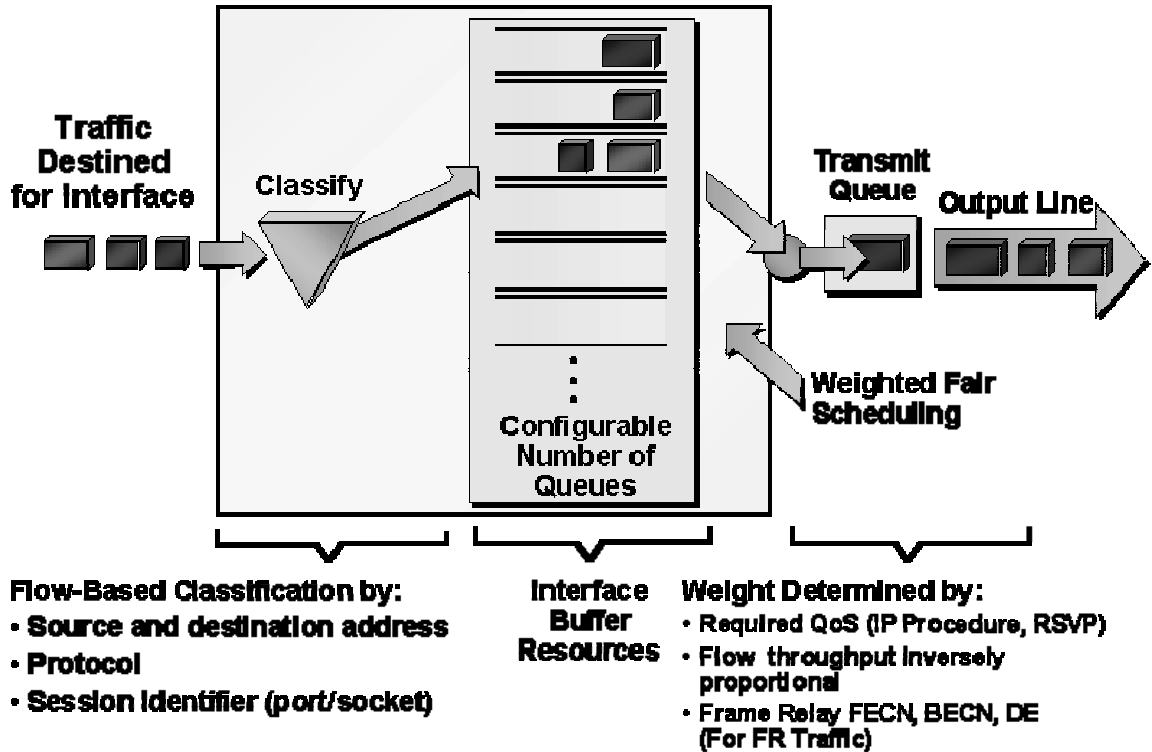 Traffic
Destined
for Interface
Classify
Configurable
Number of
Queues
Transmit
Queue
Output Line
Weighted Fair
Scheduling
Flow-Based Classification by:
• Source and destination address
• Protocol
• Session identifier (port/socket)
Interface
Buffer
Resources
Weight Determined by:
• Required QoS (IP Procedure, RSVP)
• Flow throughput inversely
proportional
• Frame Relay FECN, BECN, DE
(For FR Traffic)